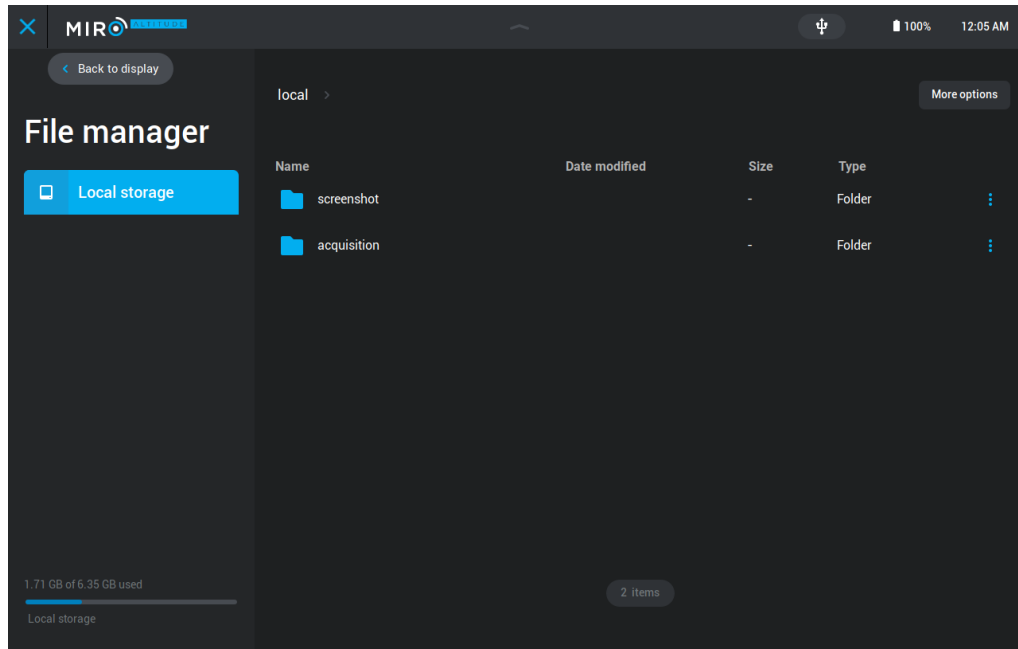 MIRO ALTITUDE
100%
12:05 AM
Back to display
File manager
Local storage
local
More options
Name Date modified Size Type
screenshot - Folder
acquisition - Folder
2 items
1.71 GB of 6.35 GB used
Local storage